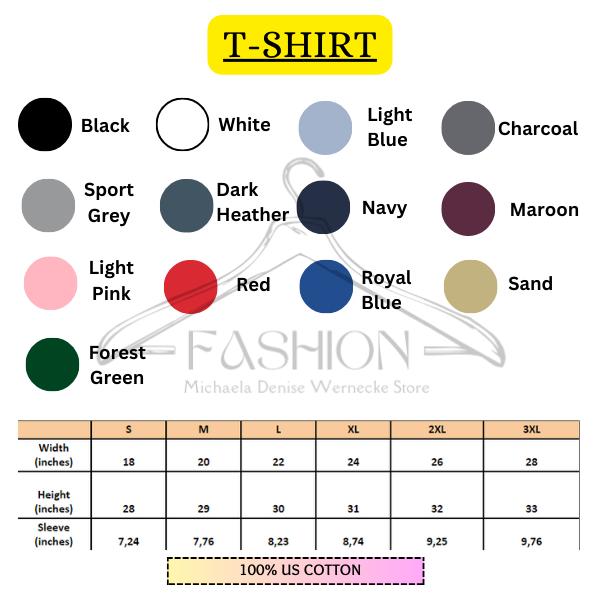 T-SHIRT
Black
White
Light
Blue
Charcoal
Sport
Grey
Dark
Heather
Navy
Maroon
Light
Pink
Red
Royal
Blue
Sand
Forest
Green
FASHION
Michaela Denise Wernecke Store
S M L XL 2XL 3XL
Width
(inches) 18 20 22 24 26 28
Height
(inches) 28 29 30 31 32 33
Sleeve
(inches) 7,24 7,76 8,23 8,74 9,25 9,76
100% US COTTON